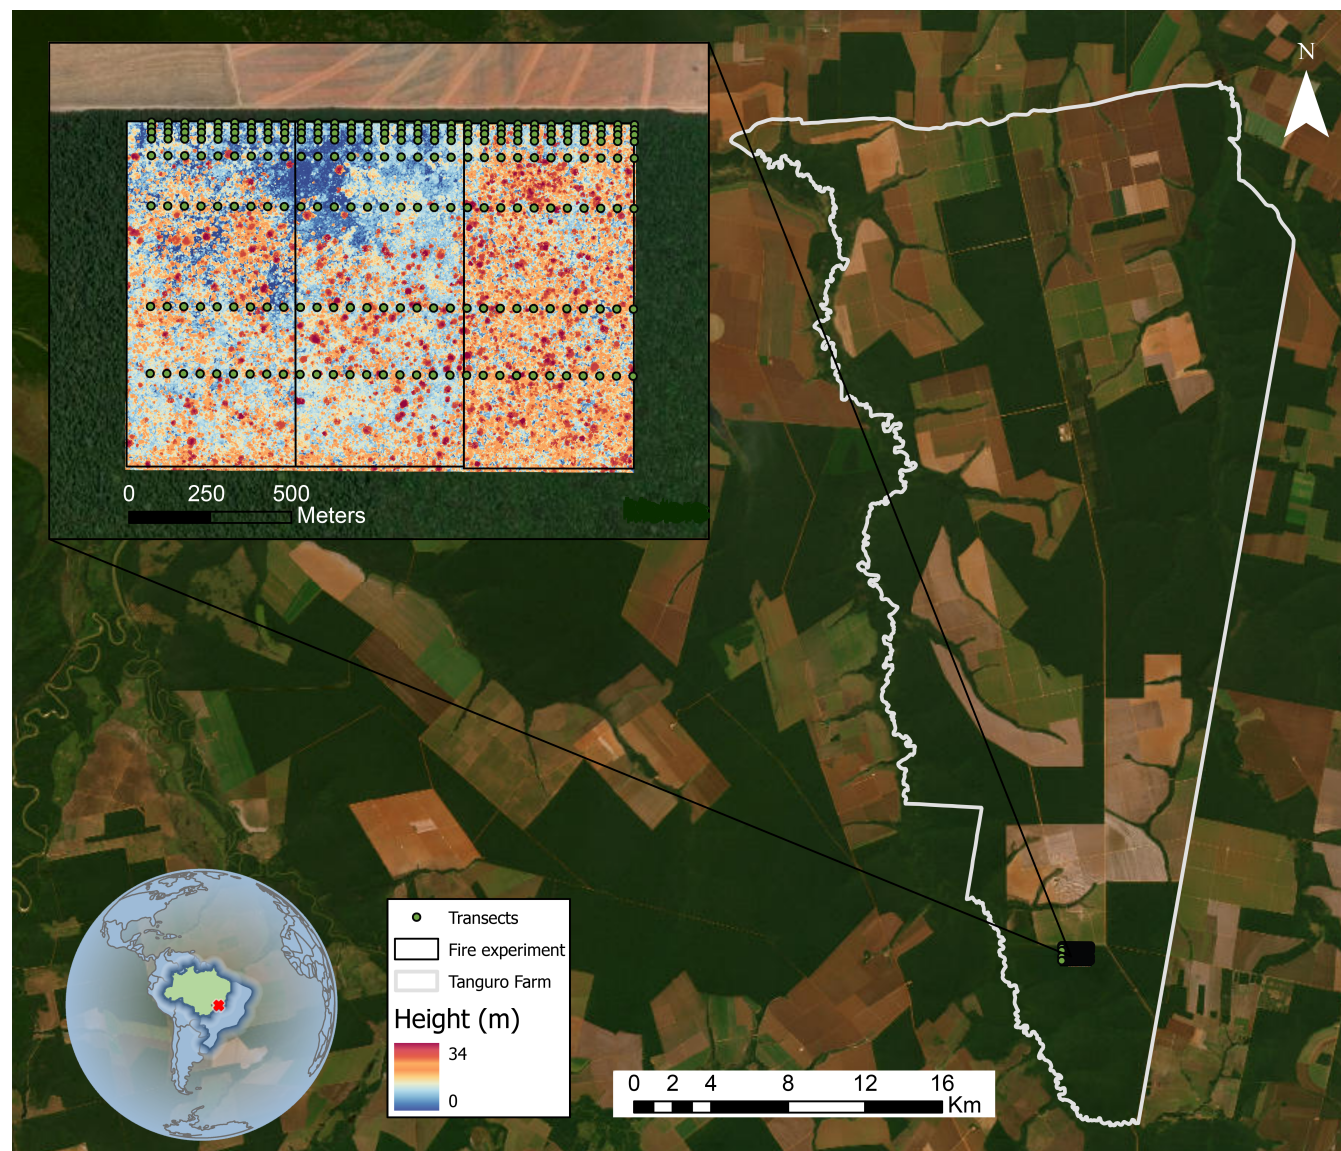 N
0 250 500
Meters
Transects
Fire experiment
Tanguro Farm
Height (m)
34
0
0 2 4 8 12 16
Km